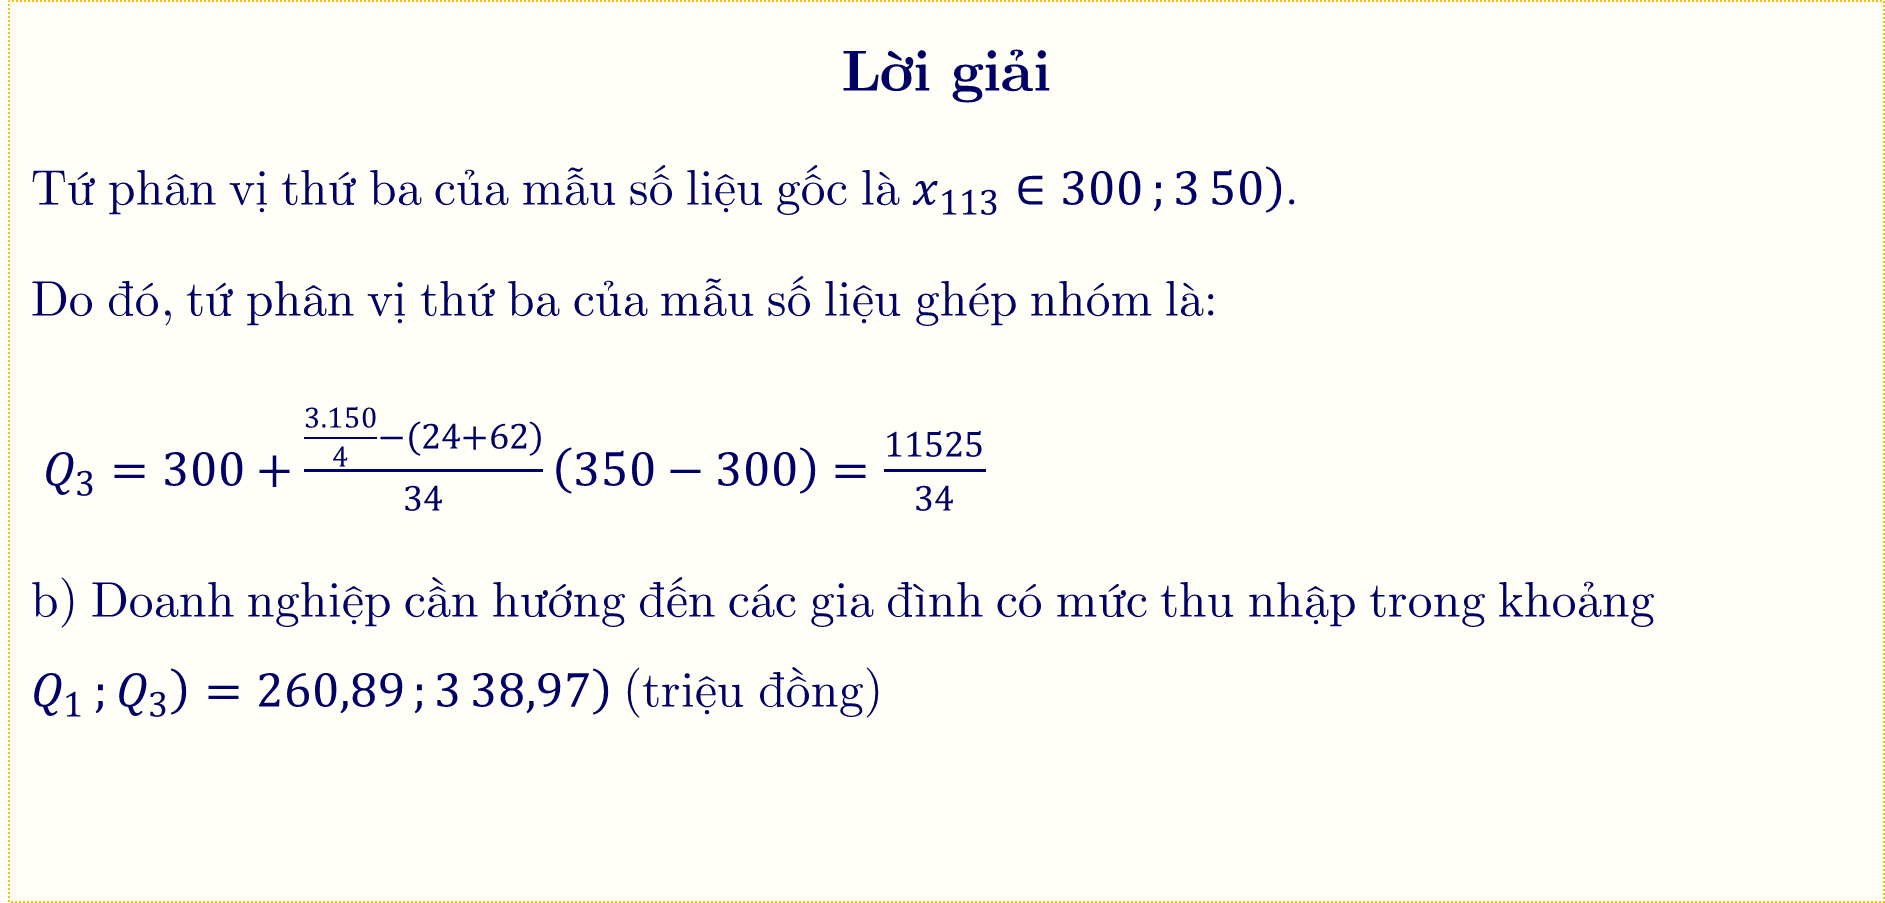 Lời giải
Tứ phân vị thứ ba của mẫu số liệu gốc là x₁₁₃ ∈ 300 ; 3 50).
Do đó, tứ phân vị thứ ba của mẫu số liệu ghép nhóm là:
Q₃ = 300 + \frac{\frac{3.150}{4}−(24+62)}{34} (350 − 300) = \frac{11525}{34}
b) Doanh nghiệp cần hướng đến các gia đình có mức thu nhập trong khoảng
Q₁ ; Q₃) = 260,89 ; 3 38,97) (triệu đồng)